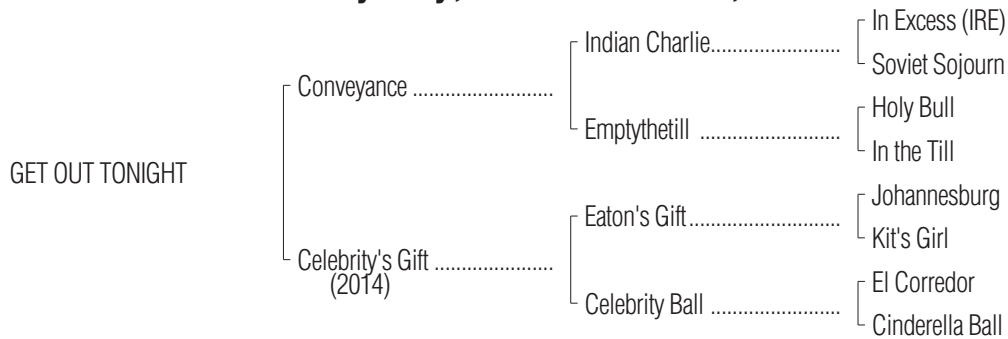 In Excess (IRE)
Indian Charlie........................
Soviet Sojourn
Conveyance ..........................
Holy Bull
Emptythetill ..........................
In the Till
GET OUT TONIGHT
Johannesburg
Eaton's Gift............................
Kit's Girl
Celebrity's Gift ......................
(2014)
El Corredor
Celebrity Ball ........................
Cinderella Ball